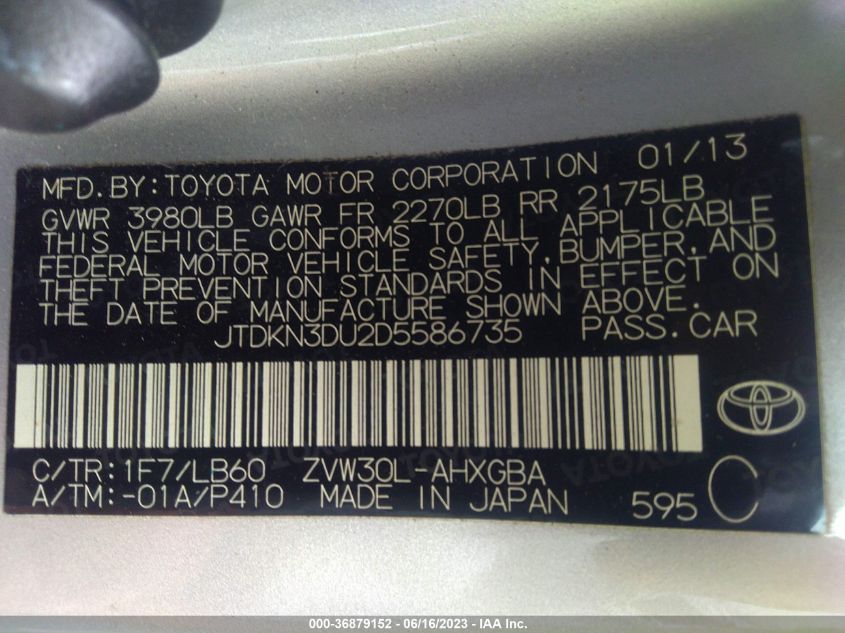 MFD.BY:TOYOTA MOTOR CORPORATION 01/13
GVWR 3980LB GAWR FR 2270LB RR 2175LB
THIS VEHICLE CONFORMS TO ALL APPLICABLE
FEDERAL MOTOR VEHICLE SAFETY,BUMPER,AND
THEFT PREVENTION STANDARDS IN EFFECT ON
THE DATE OF MANUFACTURE SHOWN ABOVE.
JTDKN3DU2D5586735 PASS.CAR
C/TR:1F7/LB60 ZVW30L-AHXGBA
A/TM:-01A/P410 MADE IN JAPAN 595
000-36879152 - 06/16/2023 - IAA Inc.